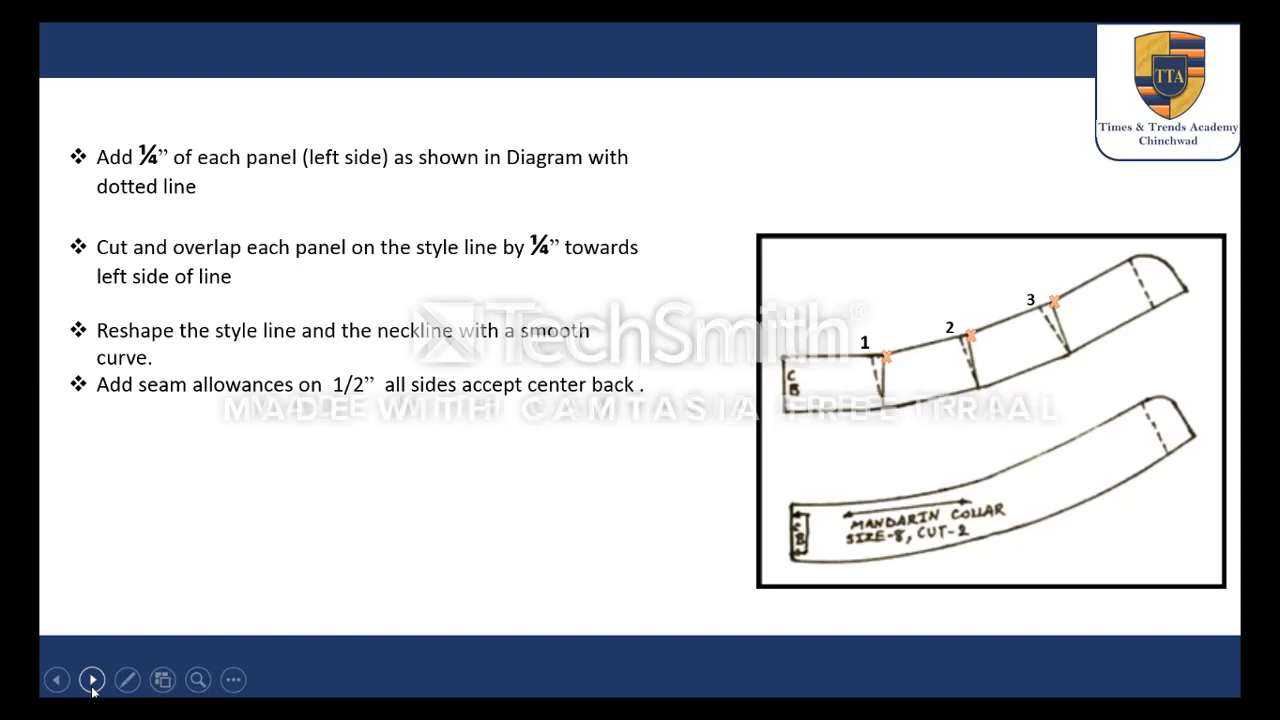 TTA
Times & Trends Academy
Chinchwad
❖ Add ¼” of each panel (left side) as shown in Diagram with
dotted line
❖ Cut and overlap each panel on the style line by ¼” towards
left side of line
❖ Reshape the style line and the neckline with a smooth
curve.
❖ Add seam allowances on 1/2” all sides accept center back .
TechSmith®
MADE WITH CAMTASIA FREE TRIAL
3
2
1
C
B
MANDARIN COLLAR
SIZE-8, CUT-2
C
B